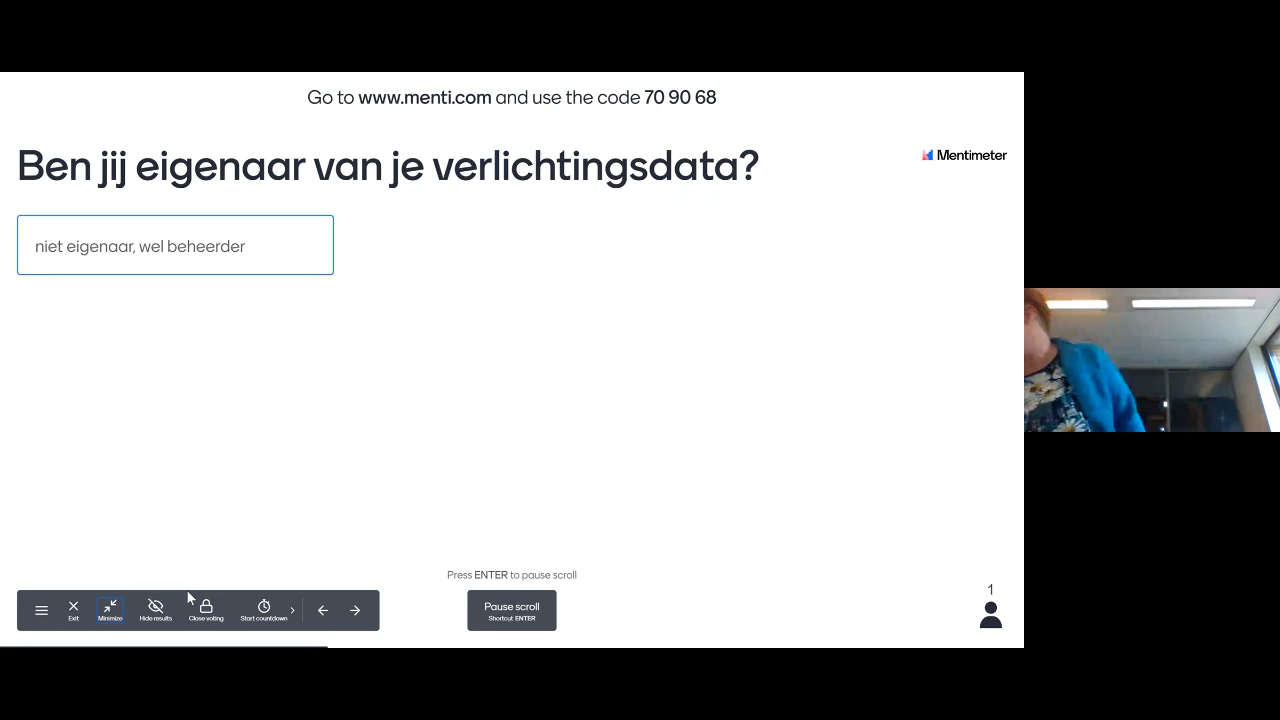 Go to www.menti.com and use the code 70 90 68
Ben jij eigenaar van je verlichtingsdata?
Mentimeter
niet eigenaar, wel beheerder
Press ENTER to pause scroll
Exit
Minimize
Hide results
Close voting
Start countdown
Pause scroll
Shortcut: ENTER
1